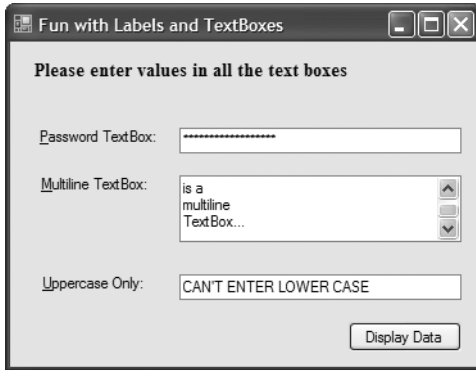 Fun with Labels and TextBoxes
Please enter values in all the text boxes
Password TextBox: ******************
Multiline TextBox: is a
multiline
TextBox...
Uppercase Only: CAN'T ENTER LOWER CASE
Display Data